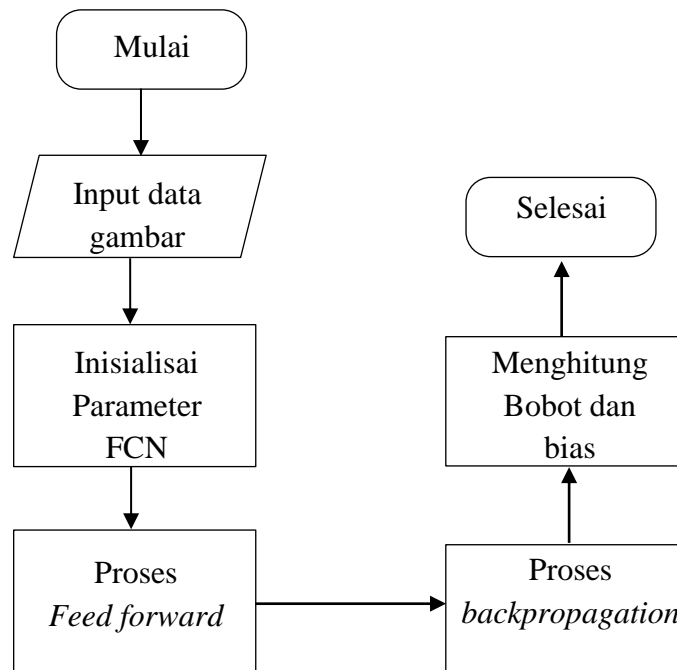 Mulai
Input data
gambar
Inisialisai
Parameter
FCN
Proses
Feed forward
Proses
backpropagation
Menghitung
Bobot dan
bias
Selesai